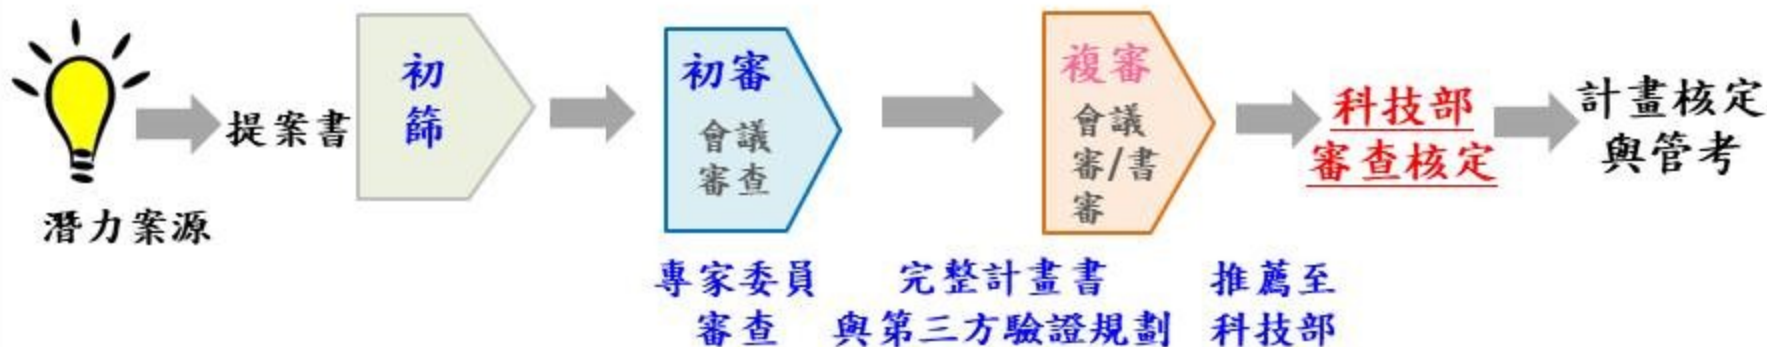 潛力案源
提案書
初
篩
初審
會議
審查
專家委員
審查
完整計畫書
與第三方驗證規劃
複審
會議
審/書
審
推薦至
科技部
科技部
審查核定
計畫核定
與管考